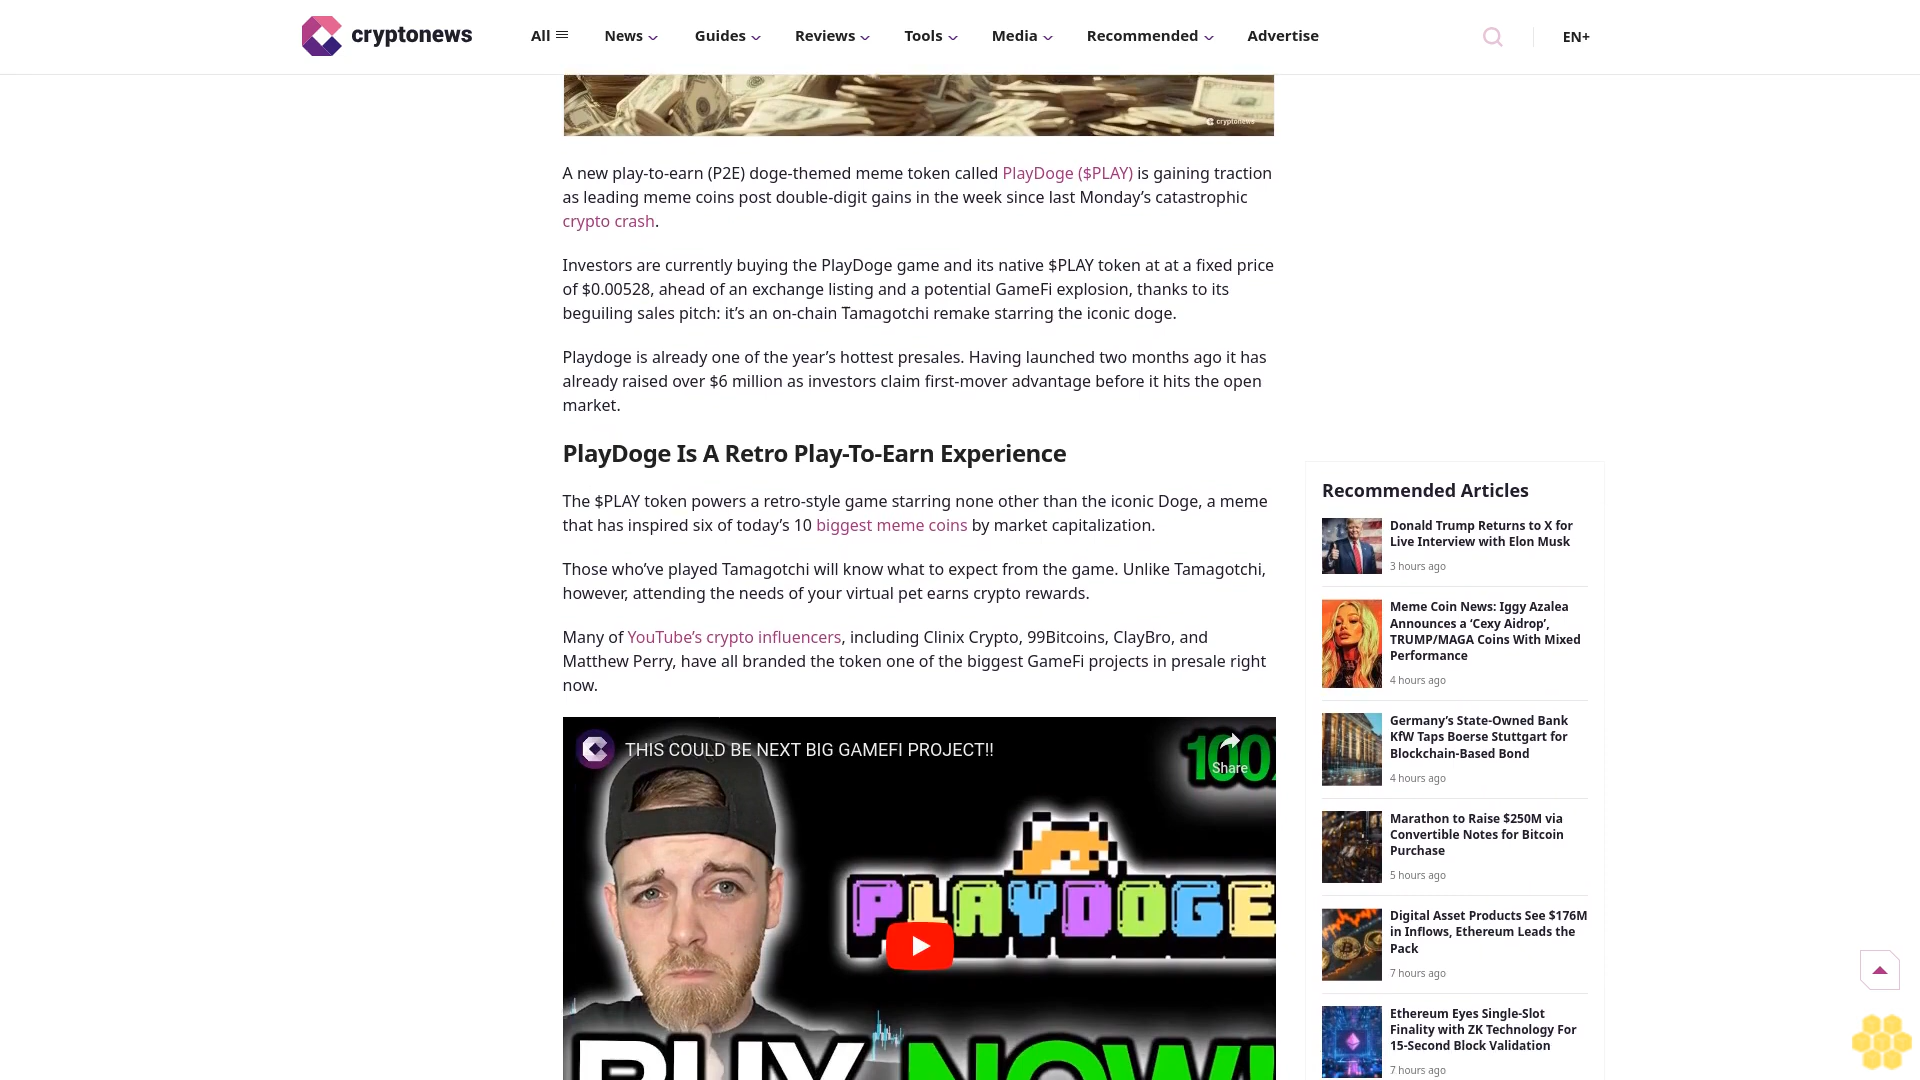 cryptonews
All
News
Guides
Reviews
Tools
Media
Recommended
Advertise
EN+
cryptonews
A new play-to-earn (P2E) doge-themed meme token called PlayDoge ($PLAY) is gaining traction
as leading meme coins post double-digit gains in the week since last Monday’s catastrophic
crypto crash.
Investors are currently buying the PlayDoge game and its native $PLAY token at at a fixed price
of $0.00528, ahead of an exchange listing and a potential GameFi explosion, thanks to its
beguiling sales pitch: it’s an on-chain Tamagotchi remake starring the iconic doge.
Playdoge is already one of the year’s hottest presales. Having launched two months ago it has
already raised over $6 million as investors claim first-mover advantage before it hits the open
market.
PlayDoge Is A Retro Play-To-Earn Experience
The $PLAY token powers a retro-style game starring none other than the iconic Doge, a meme
that has inspired six of today’s 10 biggest meme coins by market capitalization.
Those who’ve played Tamagotchi will know what to expect from the game. Unlike Tamagotchi,
however, attending the needs of your virtual pet earns crypto rewards.
Many of YouTube’s crypto influencers, including Clinix Crypto, 99Bitcoins, ClayBro, and
Matthew Perry, have all branded the token one of the biggest GameFi projects in presale right
now.
THIS COULD BE NEXT BIG GAMEFI PROJECT!!
100X
Share
PLAYDOGE
BUY NOW!
Recommended Articles
Donald Trump Returns to X for
Live Interview with Elon Musk
3 hours ago
Meme Coin News: Iggy Azalea
Announces a ‘Cexy Aidrop’,
TRUMP/MAGA Coins With Mixed
Performance
4 hours ago
Germany’s State-Owned Bank
KfW Taps Boerse Stuttgart for
Blockchain-Based Bond
4 hours ago
Marathon to Raise $250M via
Convertible Notes for Bitcoin
Purchase
5 hours ago
Digital Asset Products See $176M
in Inflows, Ethereum Leads the
Pack
7 hours ago
Ethereum Eyes Single-Slot
Finality with ZK Technology For
15-Second Block Validation
7 hours ago